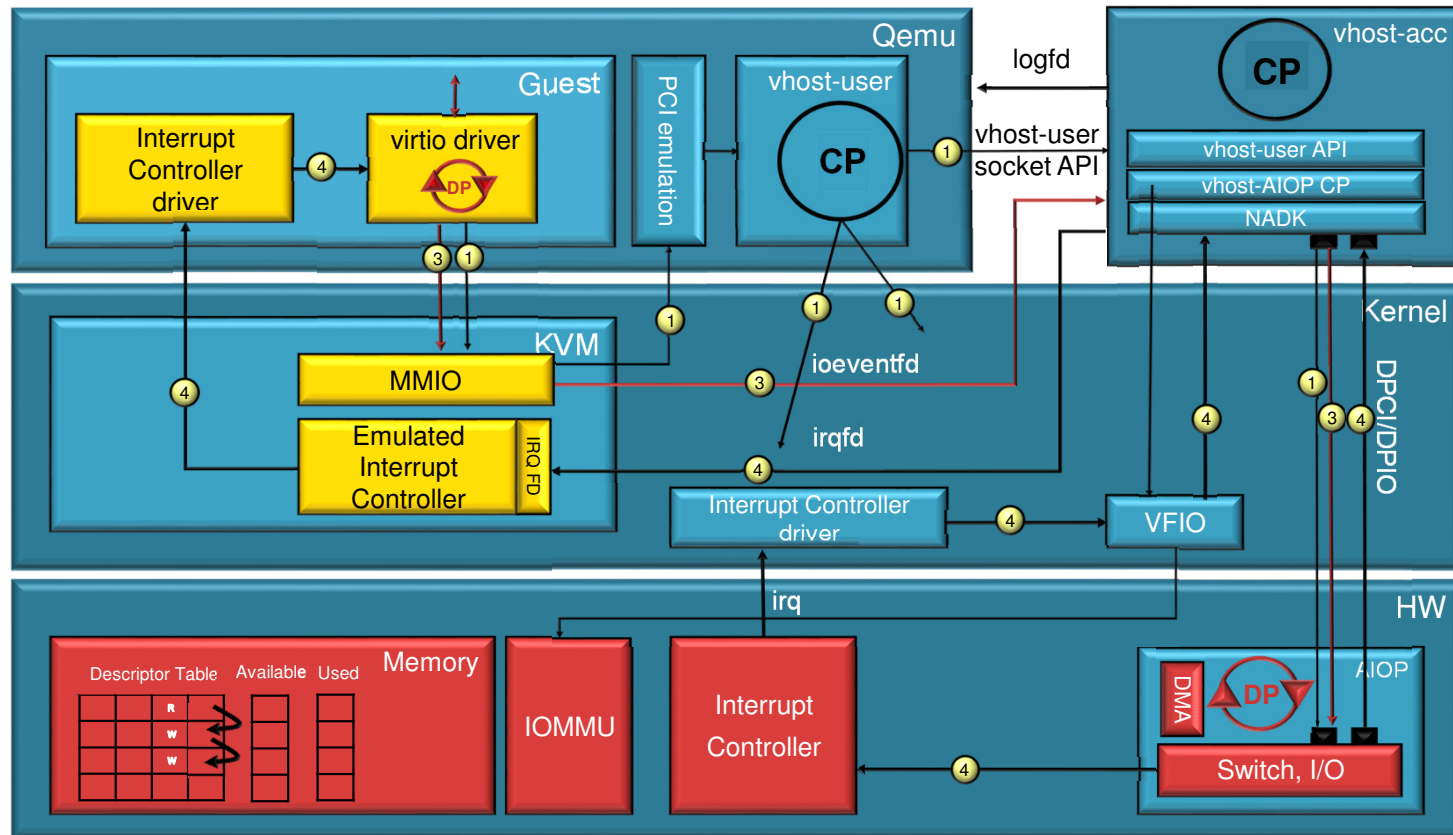 Qemu
vhost-acc
Guest
PCI emulation
vhost-user
CP
logfd
CP
Interrupt
Controller
driver
4
virtio driver
DP
1
vhost-user
socket API
vhost-user API
vhost-AIOP CP
NADK
3
1
Kernel
KVM
1
1
1
MMIO
ioeventfd
3
4
1
3
4
4
DPCI/DPIO
Emulated
Interrupt
Controller
IRQ FD
irqfd
4
Interrupt Controller
driver
4
VFIO
HW
irq
Memory
Descriptor Table
Available
Used
R
W
W
IOMMU
Interrupt
Controller
4
AIOP
DMA
DP
Switch, I/O